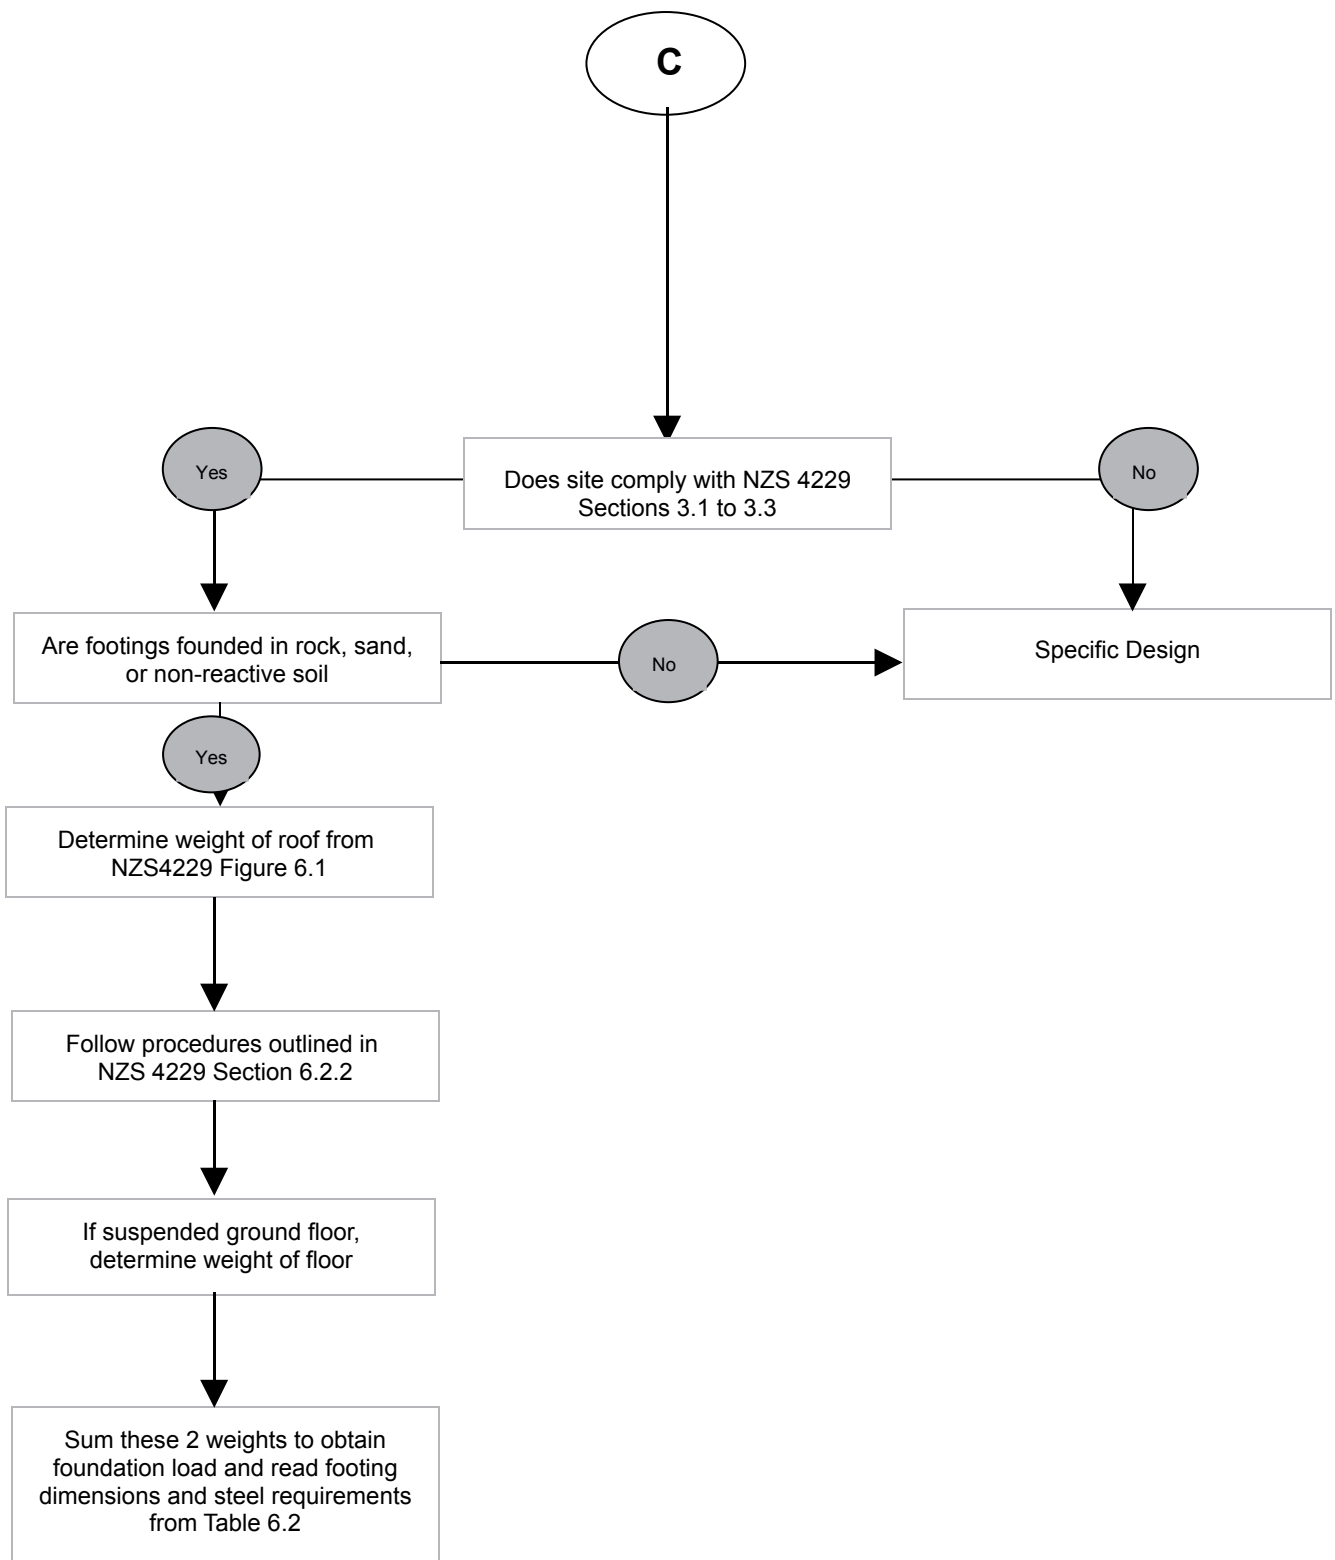 C
Yes
Does site comply with NZS 4229
Sections 3.1 to 3.3
No
Are footings founded in rock, sand,
or non-reactive soil
No
Specific Design
Yes
Determine weight of roof from
NZS4229 Figure 6.1
Follow procedures outlined in
NZS 4229 Section 6.2.2
If suspended ground floor,
determine weight of floor
Sum these 2 weights to obtain
foundation load and read footing
dimensions and steel requirements
from Table 6.2